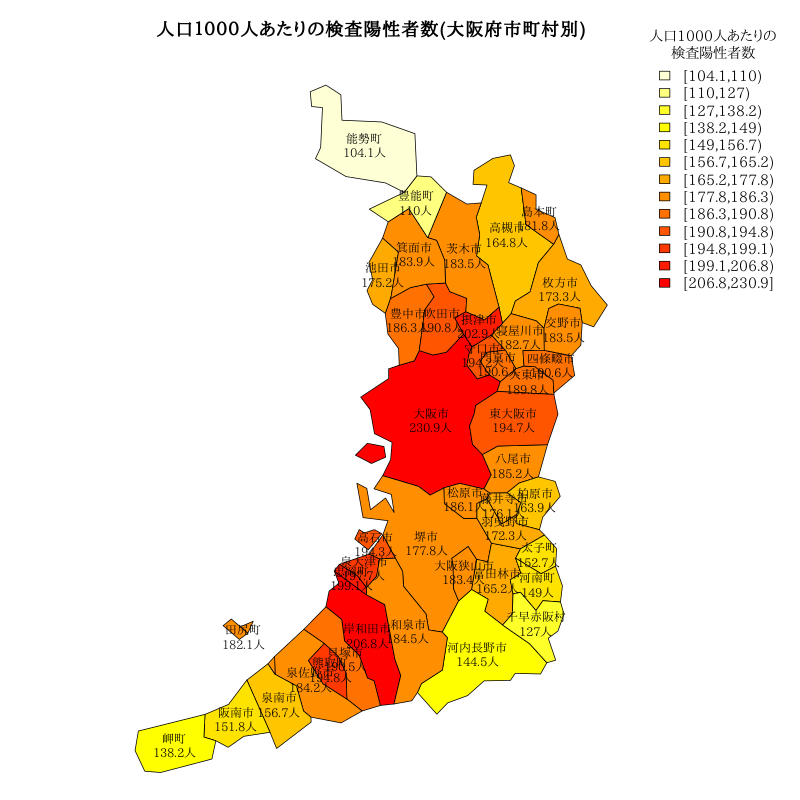 人口1000人あたりの検査陽性者数(大阪府市町村別)
人口1000人あたりの
検査陽性者数
[104.1,110)
[110,127)
[127,138.2)
[138.2,149)
[149,156.7)
[156.7,165.2)
[165.2,177.8)
[177.8,186.3)
[186.3,190.8)
[190.8,194.8)
[194.8,199.1)
[199.1,206.8)
[206.8,230.9]
能勢町
104.1人
豊能町
110人
島本町
181.8人
高槻市
164.8人
茨木市
183.5人
箕面市
183.9人
池田市
175.2人
枚方市
173.3人
豊中市
186.3人
吹田市
190.8人
摂津市
202.9人
寝屋川市
182.7人
交野市
183.5人
守口市
194.2人
門真市
190.6人
四條畷市
190.6人
大東市
189.8人
大阪市
230.9人
東大阪市
194.7人
八尾市
185.2人
松原市
186.1人
藤井寺市
176.1人
柏原市
163.9人
羽曳野市
172.3人
高石市
194.3人
堺市
177.8人
太子町
152.7人
泉大津市
忠岡町
199.1人
大阪狭山市
183.4人
富田林市
165.2人
河南町
149人
千早赤阪村
127人
田尻町
182.1人
岸和田市
206.8人
和泉市
184.5人
河内長野市
144.5人
貝塚市
190.5人
熊取町
194.8人
泉佐野市
184.2人
泉南市
156.7人
阪南市
151.8人
岬町
138.2人